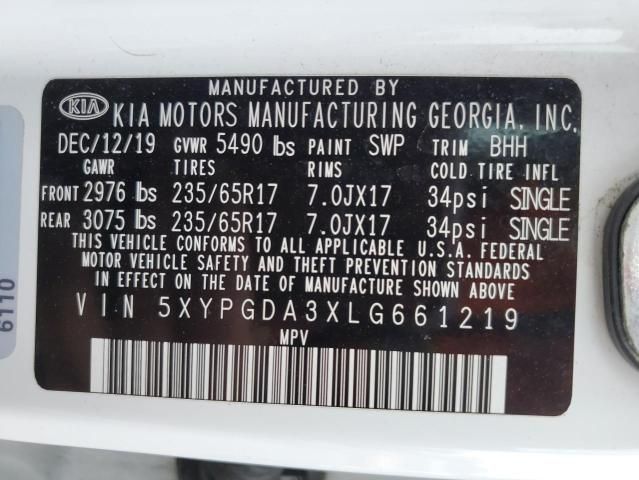 MANUFACTURED BY
KIA KIA MOTORS MANUFACTURING GEORGIA, INC.
DEC/12/19 GVWR 5490 lbs PAINT SWP TRIM BHH
GAWR TIRES RIMS COLD TIRE INFL
FRONT 2976 lbs 235/65R17 7.0JX17 34psi SINGLE
REAR 3075 lbs 235/65R17 7.0JX17 34psi SINGLE
THIS VEHICLE CONFORMS TO ALL APPLICABLE U.S.A. FEDERAL
MOTOR VEHICLE SAFETY AND THEFT PREVENTION STANDARDS
IN EFFECT ON THE DATE OF MANUFACTURE SHOWN ABOVE.
VIN 5XYPGDA3XLG661219
MPV
6110